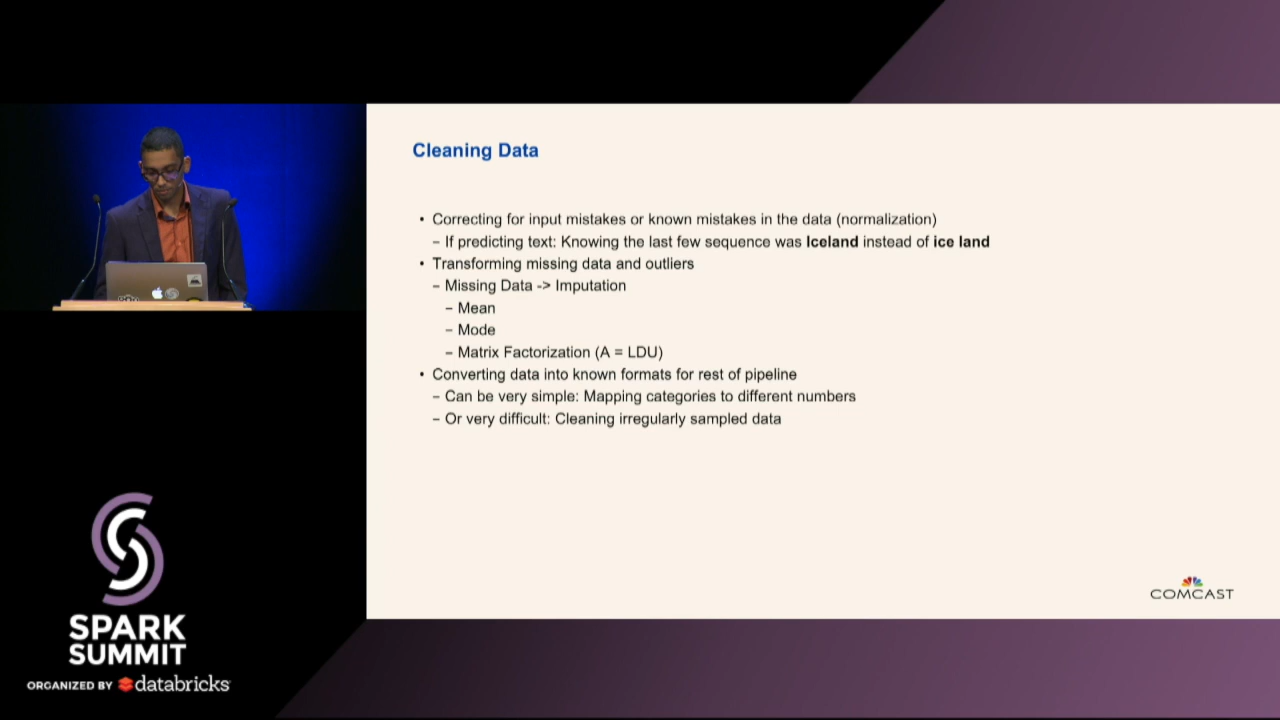 Cleaning Data
• Correcting for input mistakes or known mistakes in the data (normalization)
– If predicting text: Knowing the last few sequence was Iceland instead of ice land
• Transforming missing data and outliers
– Missing Data -> Imputation
– Mean
– Mode
– Matrix Factorization (A = LDU)
• Converting data into known formats for rest of pipeline
– Can be very simple: Mapping categories to different numbers
– Or very difficult: Cleaning irregularly sampled data
COMCAST
SPARK
SUMMIT
ORGANIZED BY databricks